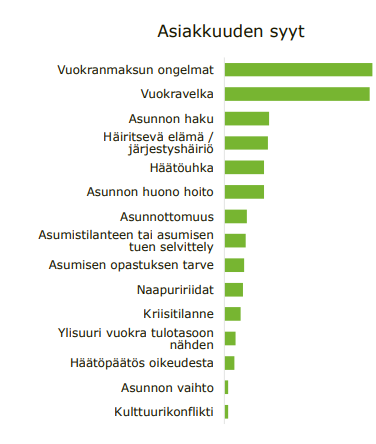 Asiakkuuden syyt
Vuokranmaksun ongelmat
Vuokravelka
Asunnon haku
Häiritsevä elämä /
järjestyshäiriö
Häätöuhka
Asunnon huono hoito
Asunnottomuus
Asumistilanteen tai asumisen
tuen selvittely
Asumisen opastuksen tarve
Naapuririidat
Kriisitilanne
Ylisuuri vuokra tulotasoon
nähden
Häätöpäätös oikeudesta
Asunnon vaihto
Kulttuurikonflikti